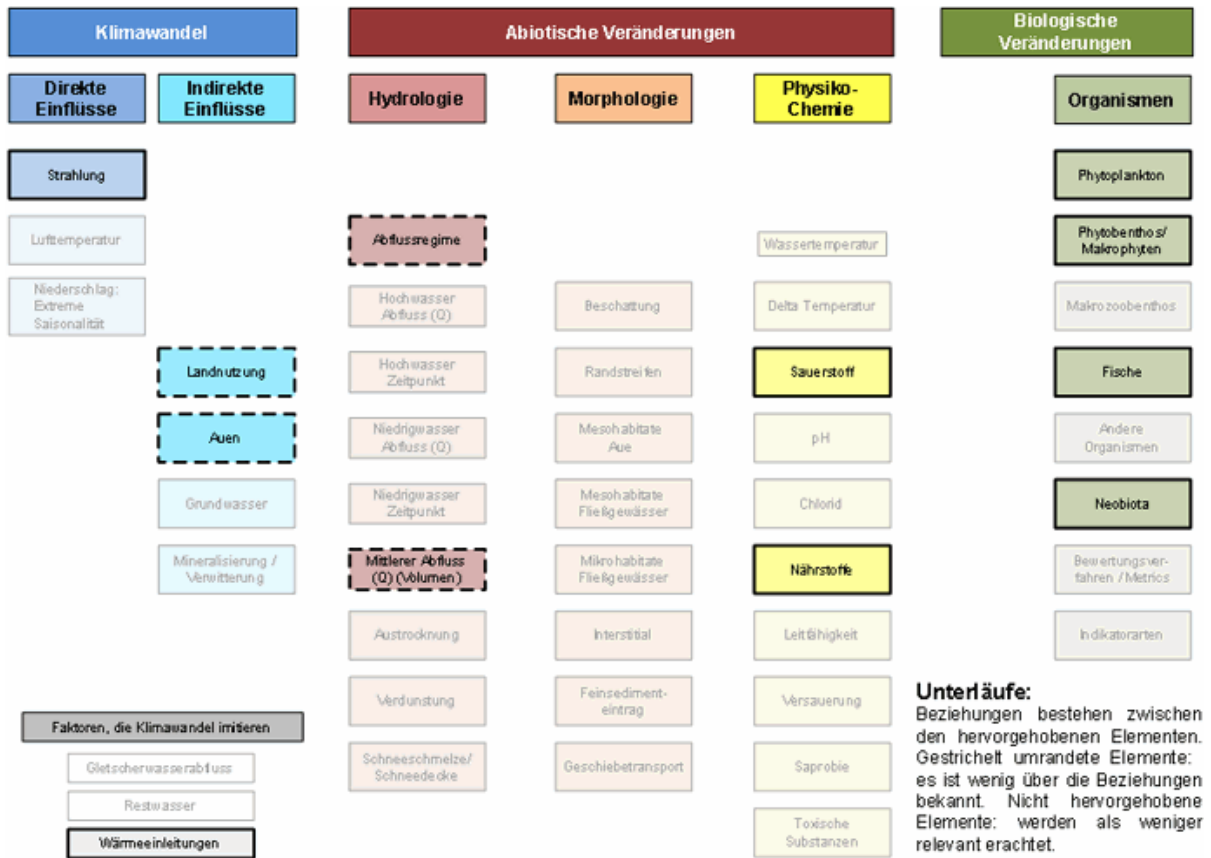 Klimawandel
Abiotische Veränderungen
Biologische
Veränderungen
Direkte
Einflüsse
Indirekte
Einflüsse
Hydrologie
Morphologie
Physiko-
Chemie
Organismen
Strahlung
Lufttemperatur
Niederschlag:
Extreme
Saisonalität
Landnutzung
Auen
Grundwasser
Mineralisierung /
Verwitterung
Abflussregime
Hochwasser
Abfluss (Q)
Hochwasser
Zeitpunkt
Niedrigwasser
Abfluss (Q)
Niedrigwasser
Zeitpunkt
Mittlerer Abfluss
(Q) (Volumen)
Austrocknung
Verdunstung
Schneeschmelze/
Schneedecke
Beschattung
Randstreifen
Mesohabitate
Aue
Mesohabitate
Fließgewässer
Mikrohabitate
Fließgewässer
Interstitial
Feinsediment-
eintrag
Geschiebetransport
Wassertemperatur
Delta Temperatur
Sauerstoff
pH
Chlorid
Nährstoffe
Leitfähigkeit
Versauerung
Saprobie
Toxische
Substanzen
Phytoplankton
Phytobenthos/
Makrophyten
Makrozoobenthos
Fische
Andere
Organismen
Neobiota
Bewertungsver-
fahren / Metrics
Indikatorarten
Faktoren, die Klimawandel imitieren
Gletscherwasserabfluss
Restwasser
Wärmeeinleitungen
Unterläufe:
Beziehungen bestehen zwischen
den hervorgehobenen Elementen.
Gestrichelt umrandete Elemente:
es ist wenig über die Beziehungen
bekannt. Nicht hervorgehobene
Elemente: werden als weniger
relevant erachtet.